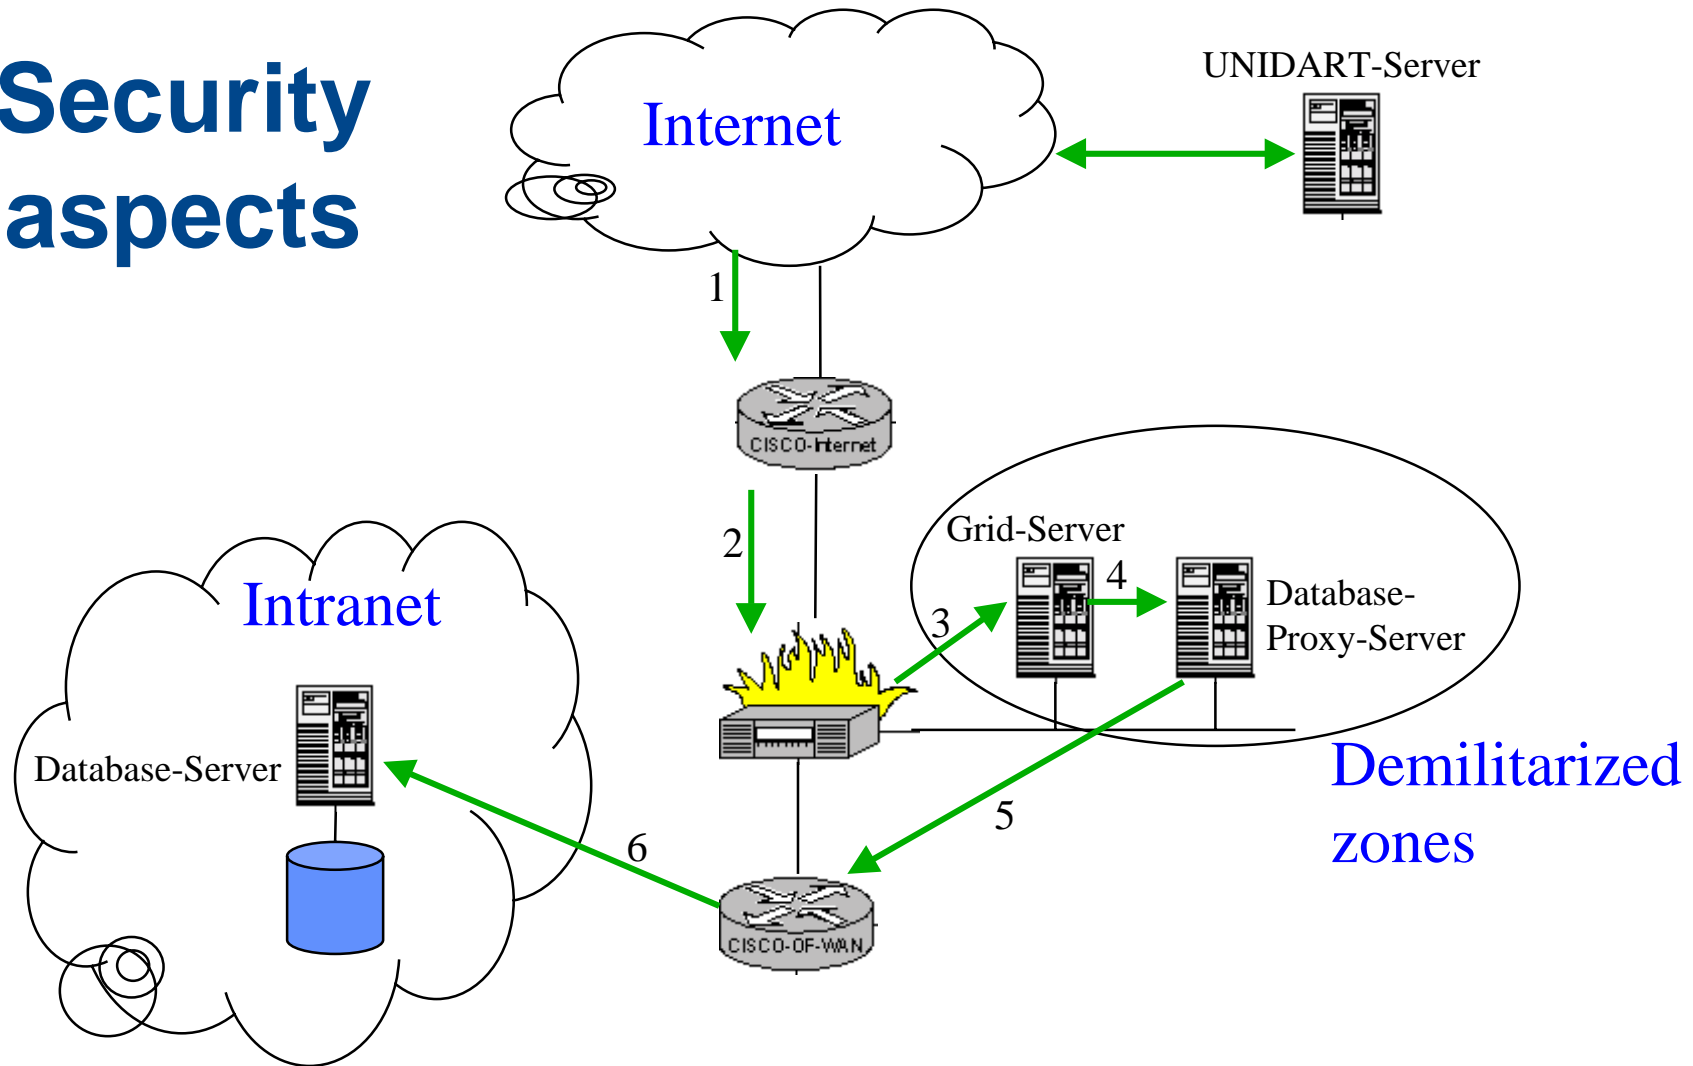 Security
aspects
Internet
UNIDART-Server
1
CISCO-Internet
2
Grid-Server
4
3
Database-
Proxy-Server
Intranet
Database-Server
Demilitarized
zones
5
6
CISCO-OF-WAN